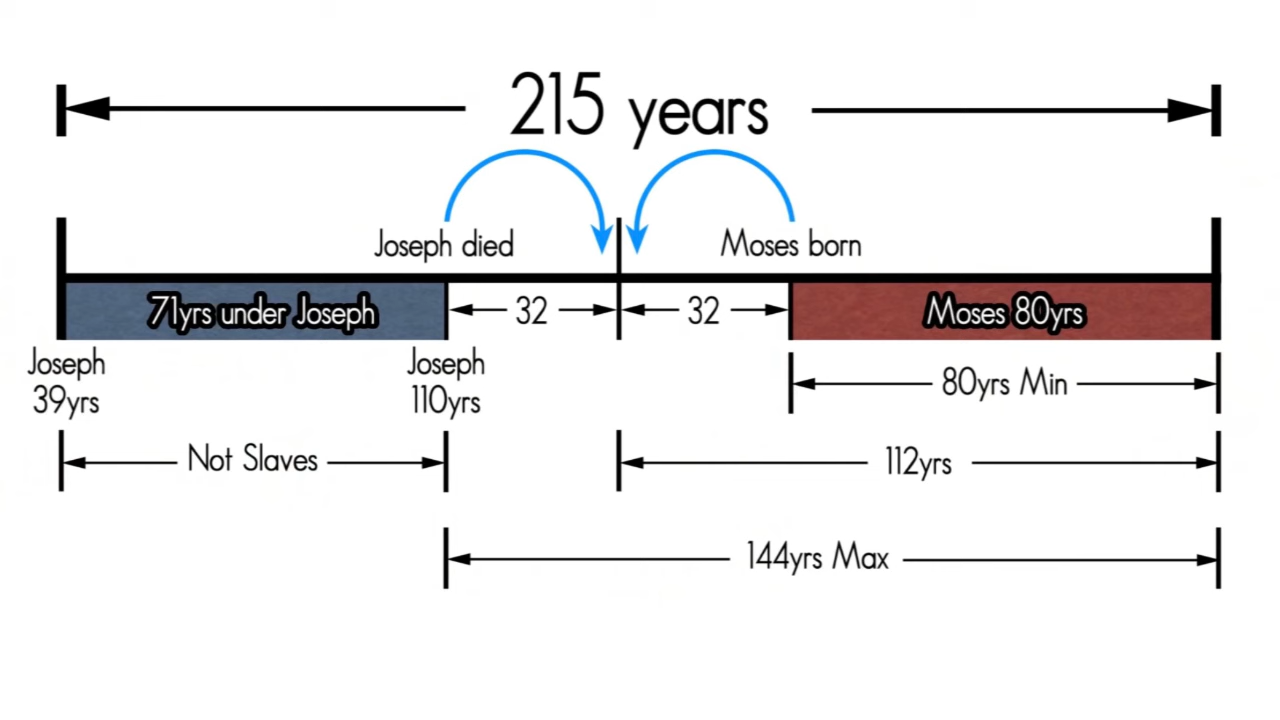 215 years
Joseph died
Moses born
71yrs under Joseph
32
32
Moses 80yrs
Joseph
39yrs
Joseph
110yrs
80yrs Min
Not Slaves
112yrs
144yrs Max